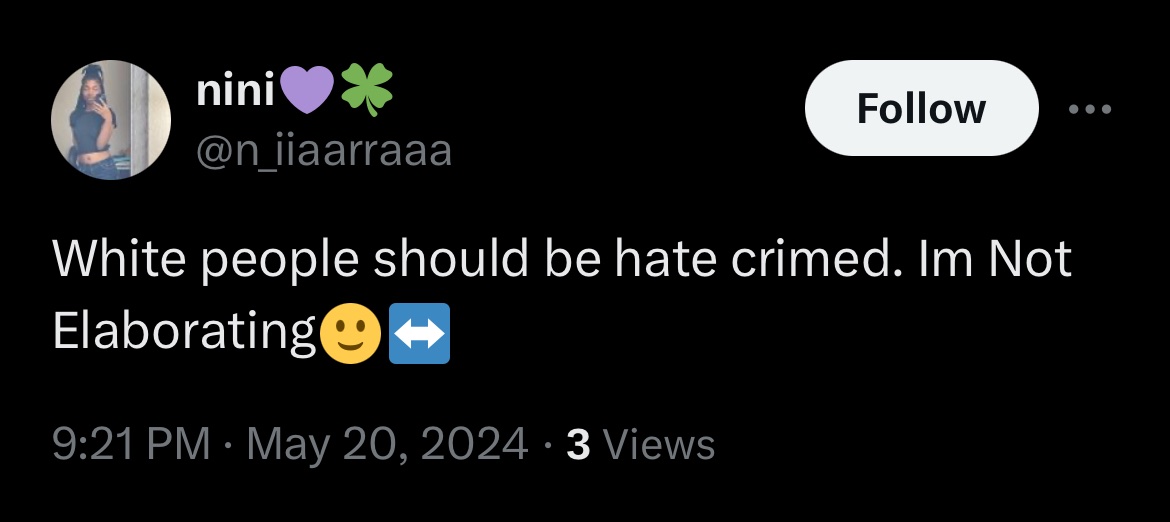 nini💜🍀
@n_iiaarraaa
Follow
White people should be hate crimed. Im Not
Elaborating🙂↔️
9:21 PM · May 20, 2024 · 3 Views